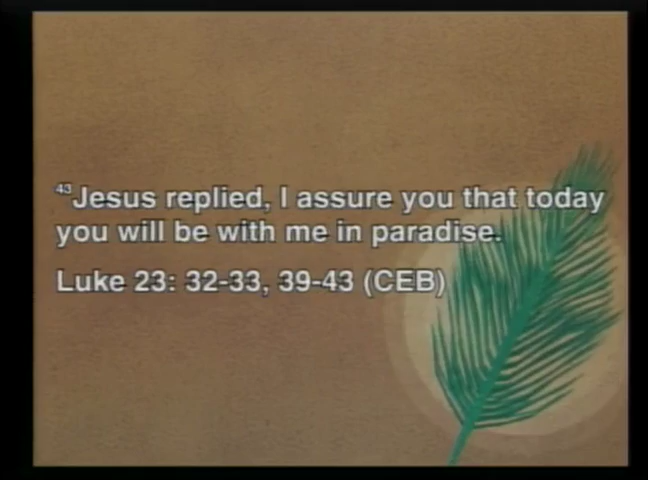 43Jesus replied, I assure you that today
you will be with me in paradise.
Luke 23: 32-33, 39-43 (CEB)